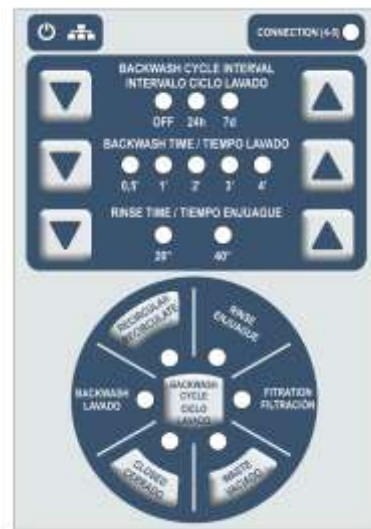 CONNECTION (4-5)
BACKWASH CYCLE INTERVAL
INTERVALO CICLO LAVADO
OFF 24h 7d
BACKWASH TIME / TIEMPO LAVADO
0,5' 1' 2' 3' 4'
RINSE TIME / TIEMPO ENJUAGUE
20" 40"
RECIRCULAR
RECIRCULATE
RINSE
ENJUAGUE
BACKWASH
LAVADO
BACKWASH
CYCLE
CICLO
LAVADO
FITRATION
FILTRACIÓN
CLOSED
CERRADO
WASTE
VACIADO